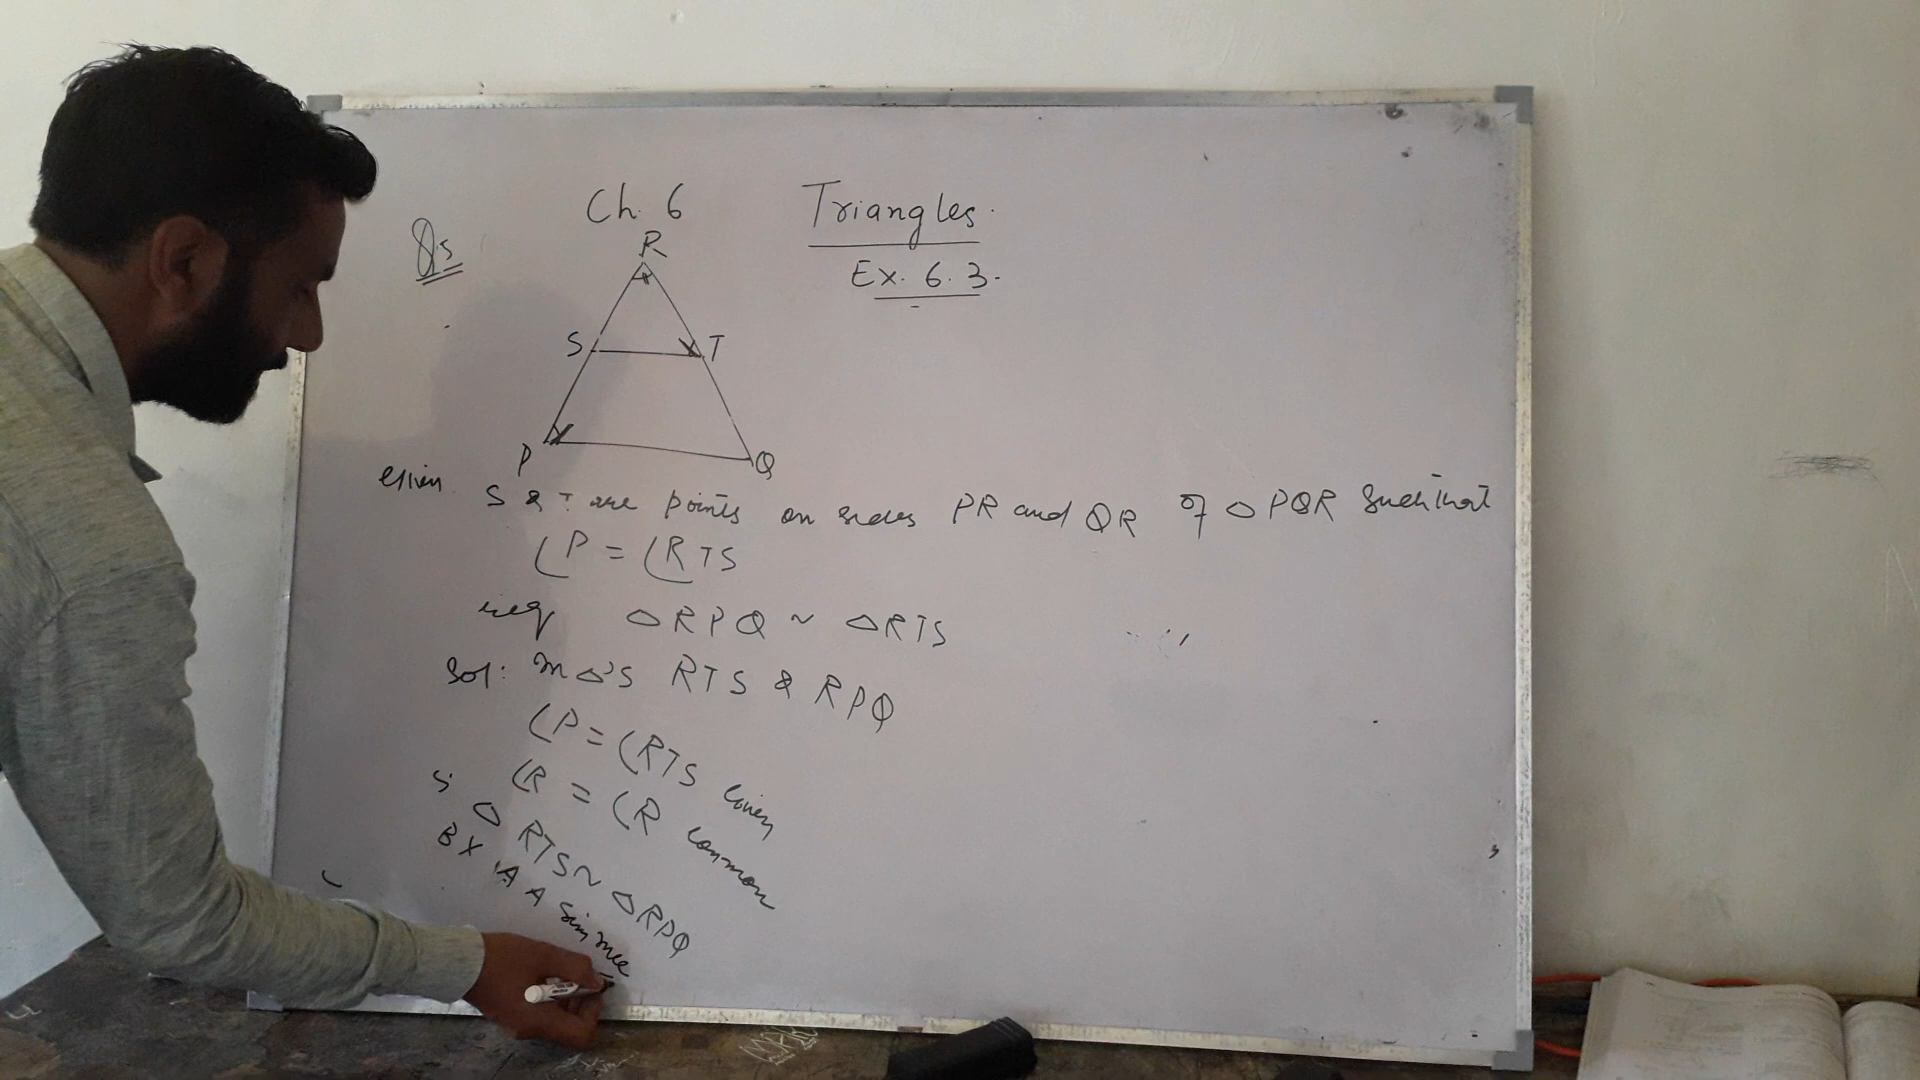 Ch. 6 Triangles.
Q5
Ex. 6.3.
R
S T
P Q
Given S & T are points on sides PR and QR of △PQR such that
∠P = ∠RTS
req △RPQ ~ △RTS
Sol: In △'s RTS & RPQ
∠P = ∠RTS Given
∠R = ∠R common
△RTS ~ △RPQ
By AA sim